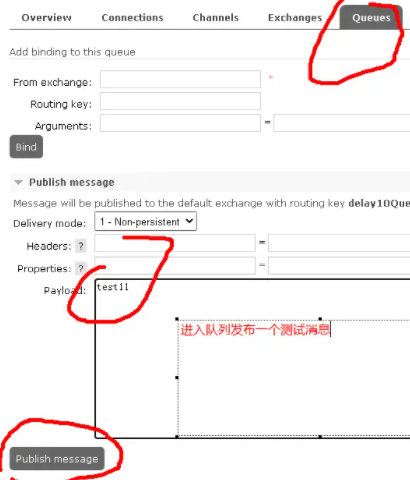 Overview Connections Channels Exchanges Queues
Add binding to this queue
From exchange: *
Routing key:
Arguments: =
Bind
Publish message
Message will be published to the default exchange with routing key delay10Que
Delivery mode: 1 - Non-persistent
Headers: ? =
Properties: ? =
Payload: test11
进入队列发布一个测试消息
Publish message